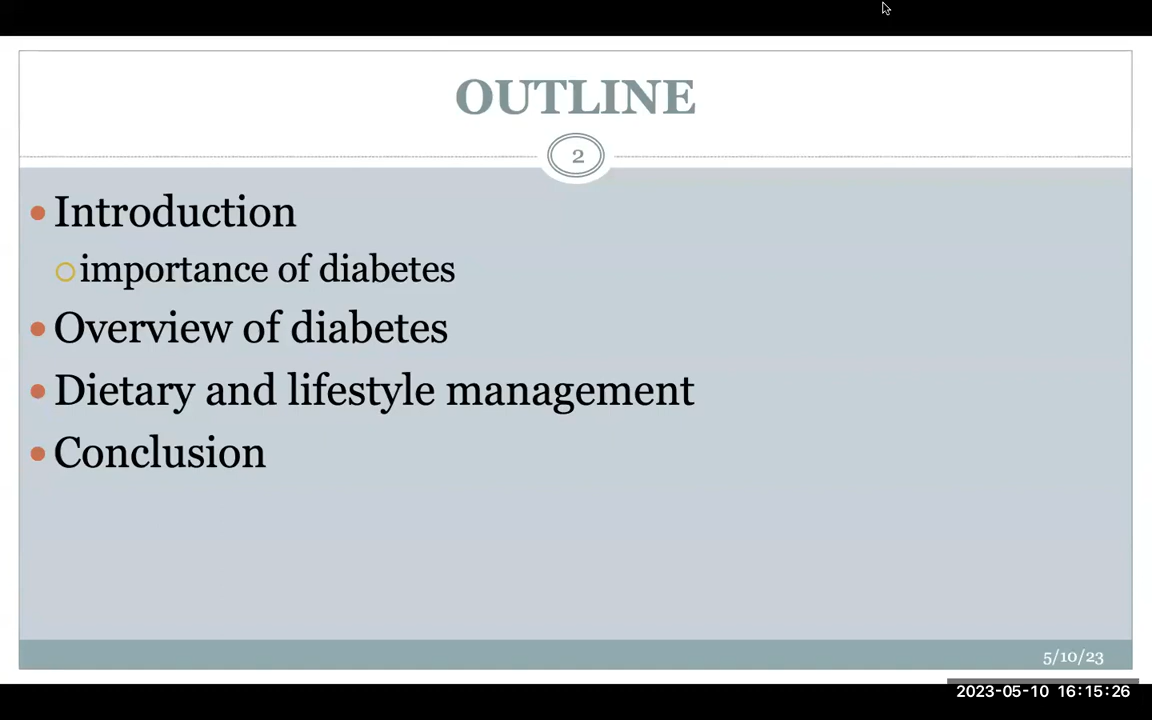 OUTLINE
2
Introduction
importance of diabetes
Overview of diabetes
Dietary and lifestyle management
Conclusion
5/10/23
2023-05-10 16:15:26